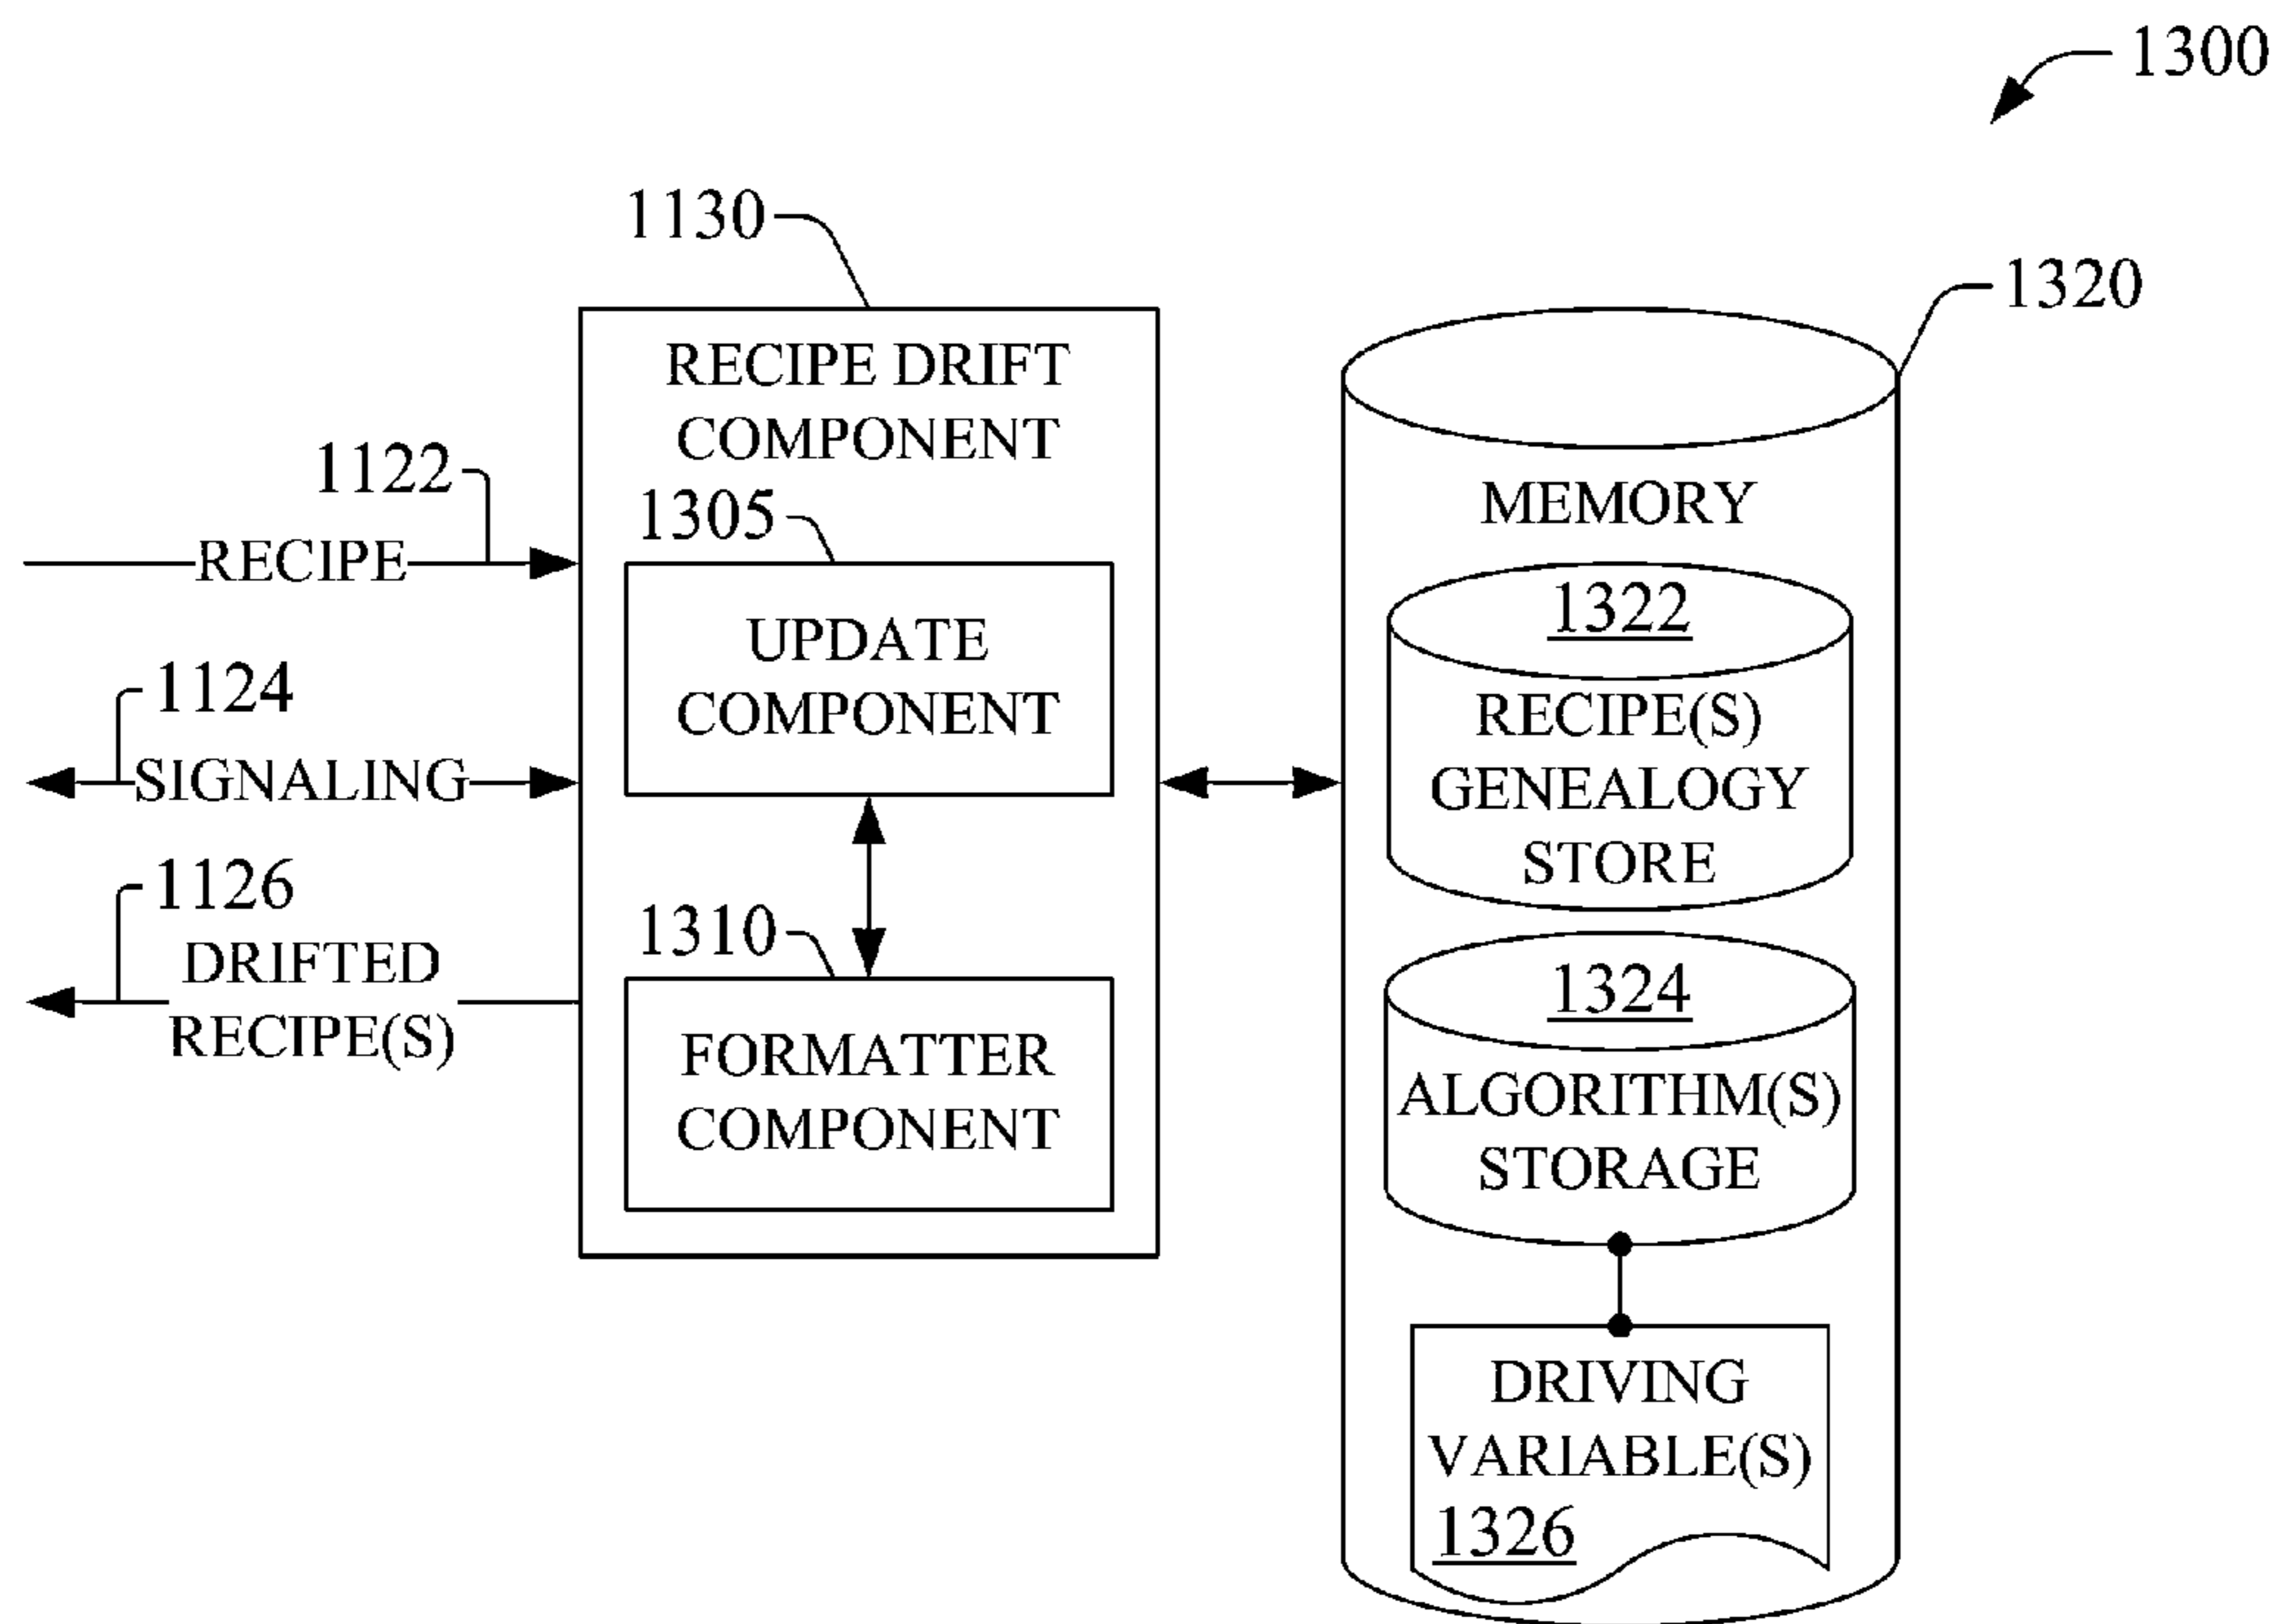 1300
1130
1320
RECIPE DRIFT
COMPONENT
1122
RECIPE
1305
UPDATE
COMPONENT
1124
SIGNALING
1126
DRIFTED
RECIPE(S)
1310
FORMATTER
COMPONENT
MEMORY
1322
RECIPE(S)
GENEALOGY
STORE
1324
ALGORITHM(S)
STORAGE
DRIVING
VARIABLE(S)
1326